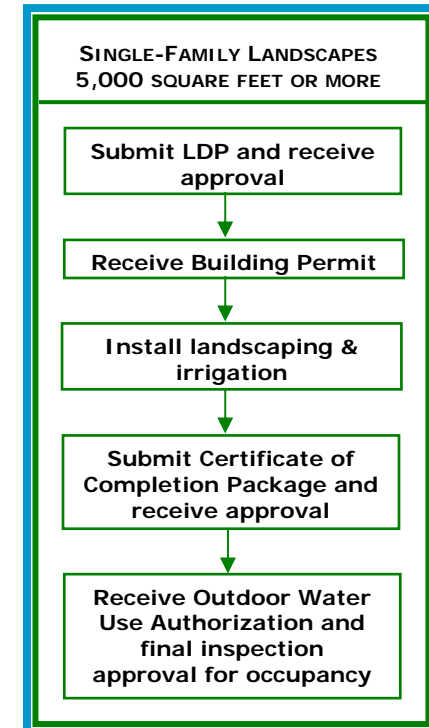 SINGLE-FAMILY LANDSCAPES
5,000 SQUARE FEET OR MORE
Submit LDP and receive
approval
Receive Building Permit
Install landscaping &
irrigation
Submit Certificate of
Completion Package and
receive approval
Receive Outdoor Water
Use Authorization and
final inspection
approval for occupancy